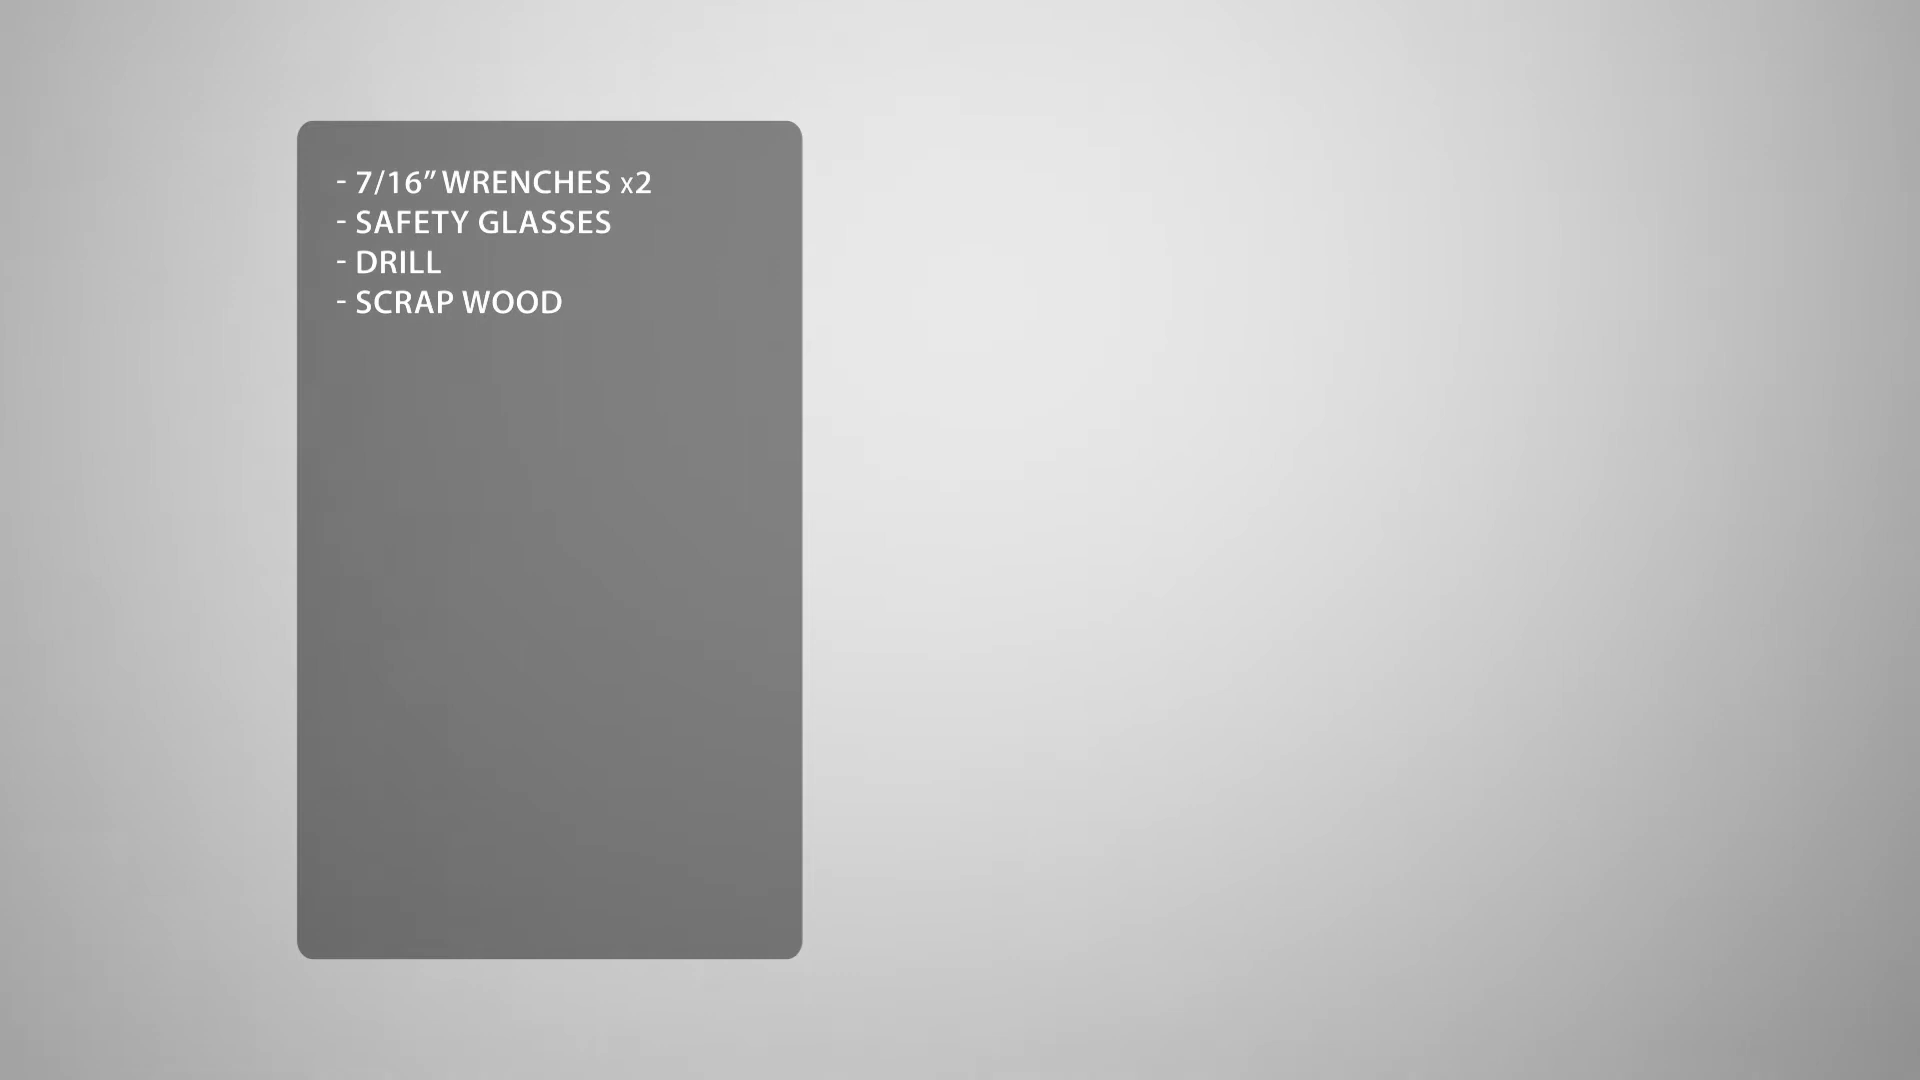 - 7/16” WRENCHES x2
- SAFETY GLASSES
- DRILL
- SCRAP WOOD